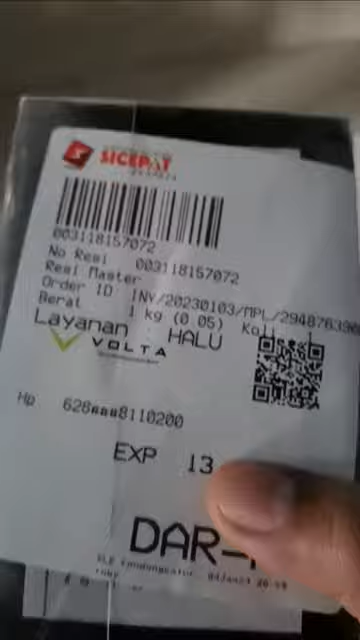 SICEPAT
003118157072
No Resi 003118157072
Resi Master
Order ID INV/20230103/MPL/294876390
Berat 1 kg (0 05) Koli
Layanan HALU
VOLTA
Hp 628###8110200
EXP 13
DAR-